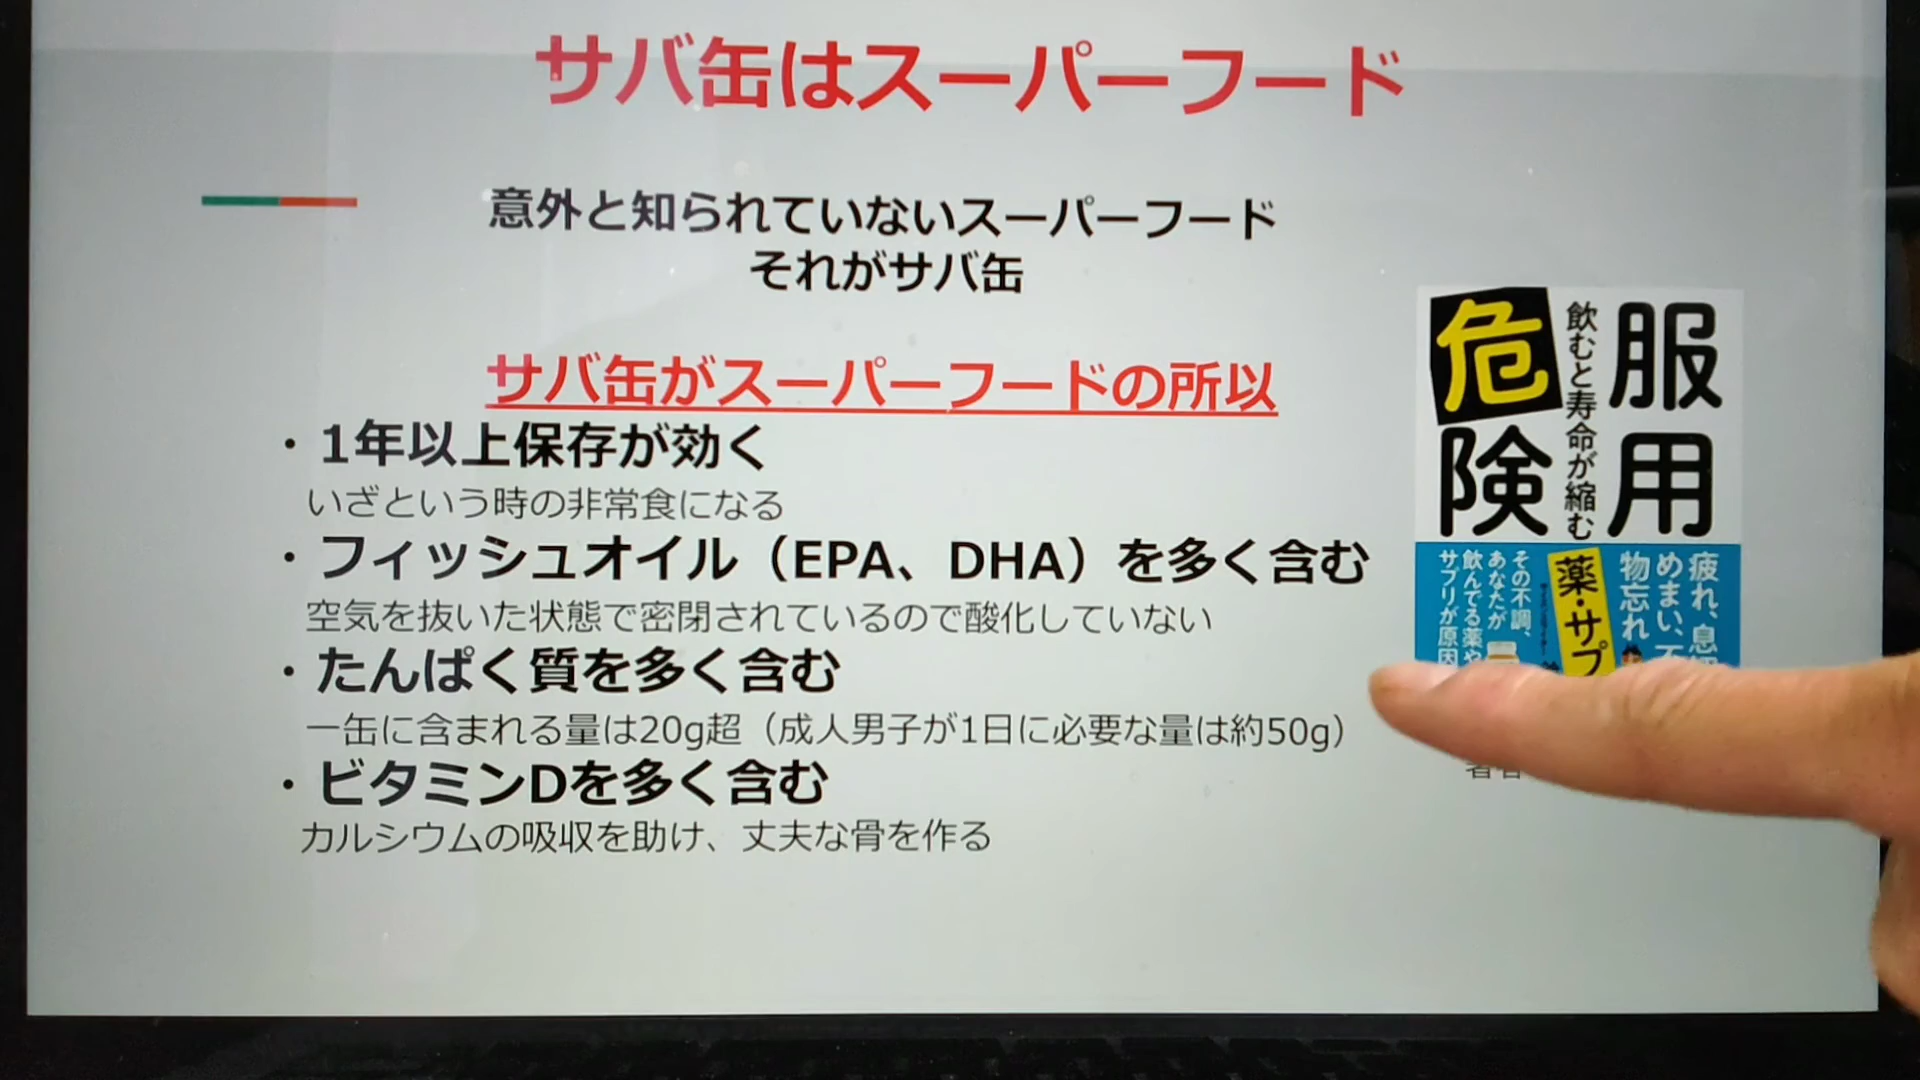 サバ缶はスーパーフード
意外と知られていないスーパーフード
それがサバ缶
サバ缶がスーパーフードの所以
・1年以上保存が効く
いざという時の非常食になる
・フィッシュオイル（EPA、DHA）を多く含む
空気を抜いた状態で密閉されているので酸化していない
・たんぱく質を多く含む
一缶に含まれる量は20g超（成人男子が1日に必要な量は約50g）
・ビタミンDを多く含む
カルシウムの吸収を助け、丈夫な骨を作る
服用
飲むと寿命が縮む
危険
疲れ、息
めまい、不
物忘れ
薬・サプ
その不調、
あなたが
飲んでる薬や
サプリが原因
著者